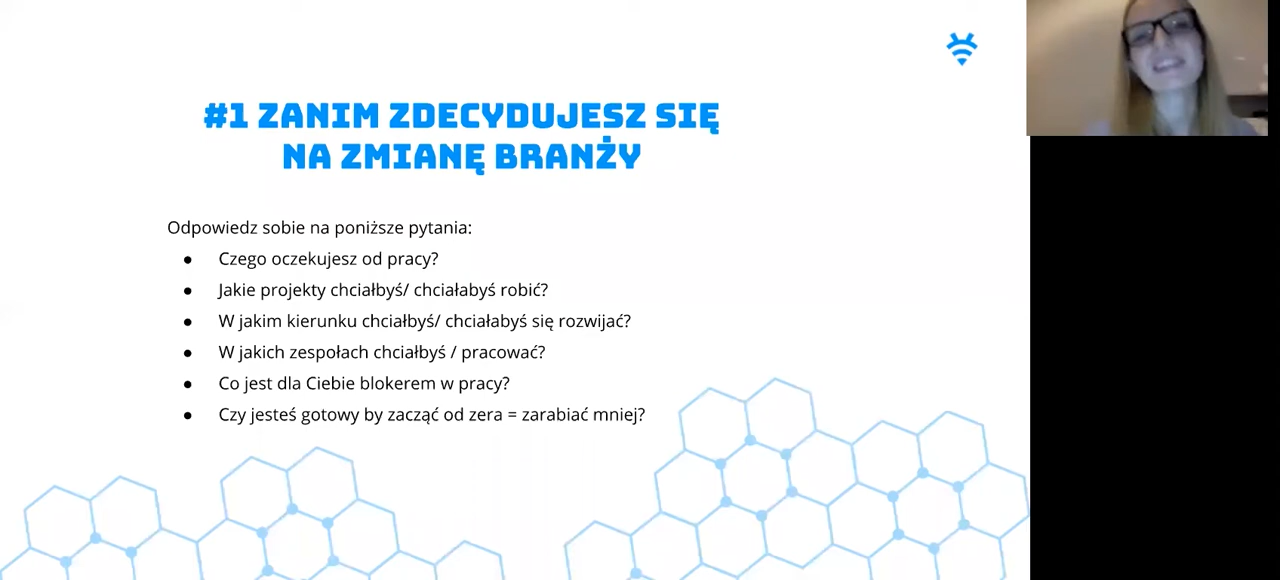 #1 ZANIM ZDECYDUJESZ SIĘ
NA ZMIANĘ BRANŻY
Odpowiedz sobie na poniższe pytania:
● Czego oczekujesz od pracy?
● Jakie projekty chciałbyś/ chciałabyś robić?
● W jakim kierunku chciałbyś/ chciałabyś się rozwijać?
● W jakich zespołach chciałbyś / pracować?
● Co jest dla Ciebie blokerem w pracy?
● Czy jesteś gotowy by zacząć od zera = zarabiać mniej?